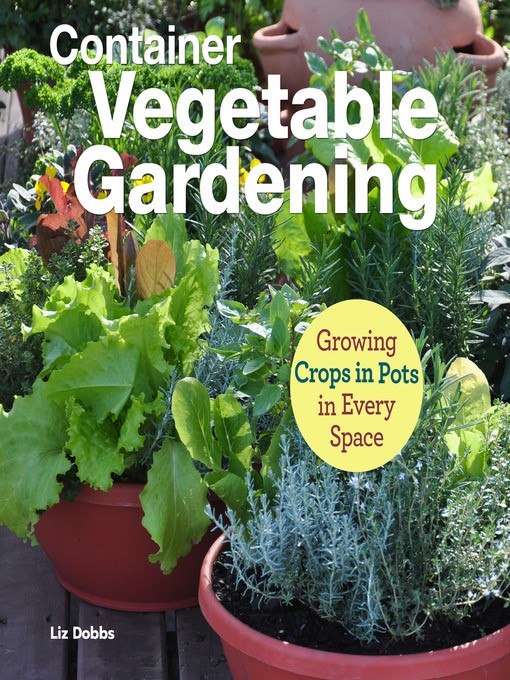 Container
Vegetable
Gardening
Growing
Crops in Pots
in Every
Space
Liz Dobbs